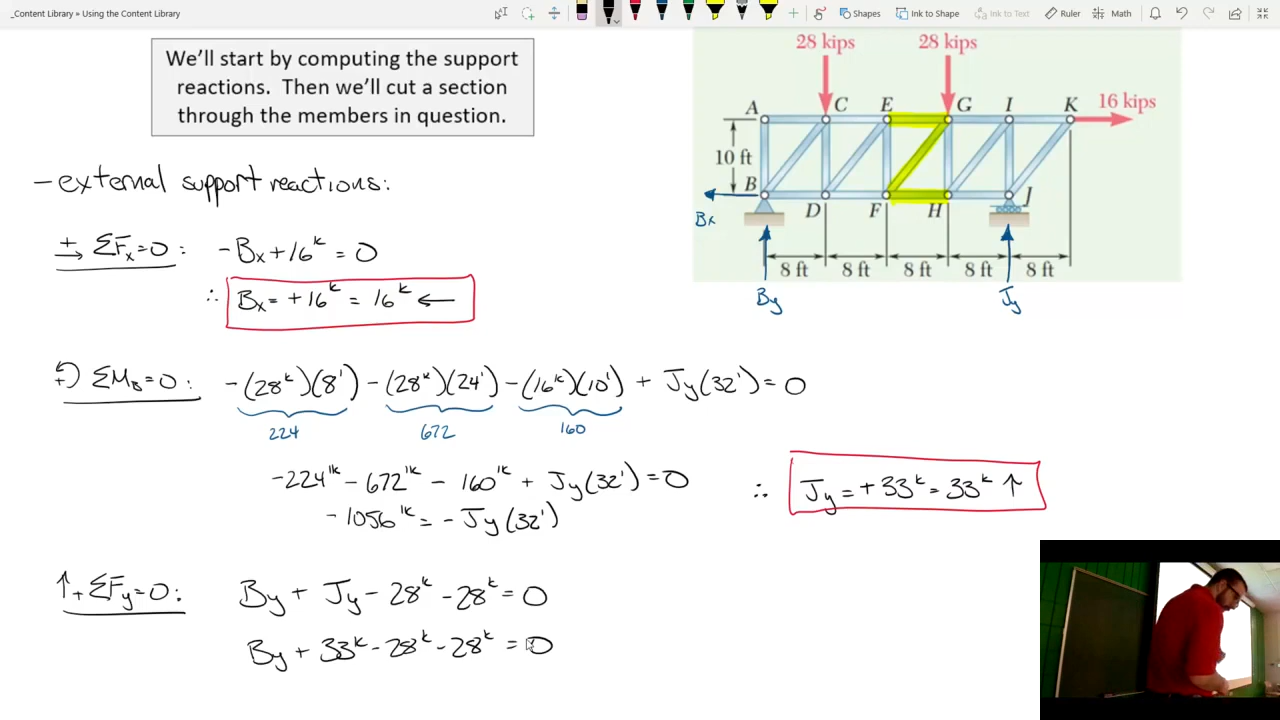 _Content Library » Using the Content Library
Shapes
Ink to Shape
Ink to Text
Ruler
Math
We'll start by computing the support
reactions. Then we'll cut a section
through the members in question.
28 kips
28 kips
A
C
E
G
I
K
16 kips
10 ft
B
Bx
D
F
H
J
8 ft
8 ft
8 ft
8 ft
8 ft
By
Jy
- external support reactions:
+→ ΣFx=0: -Bx+16ᵏ = 0
∴ Bx = +16ᵏ = 16ᵏ ←
↺+ ΣMB=0: -(28ᵏ)(8') - (28ᵏ)(24') - (16ᵏ)(10') + Jy(32') = 0
224
672
160
-224'ᵏ - 672'ᵏ - 160'ᵏ + Jy(32') = 0
-1056'ᵏ = - Jy(32')
∴ Jy = +33ᵏ = 33ᵏ ↑
↑+ ΣFy=0: By + Jy - 28ᵏ - 28ᵏ = 0
By + 33ᵏ - 28ᵏ - 28ᵏ = 0